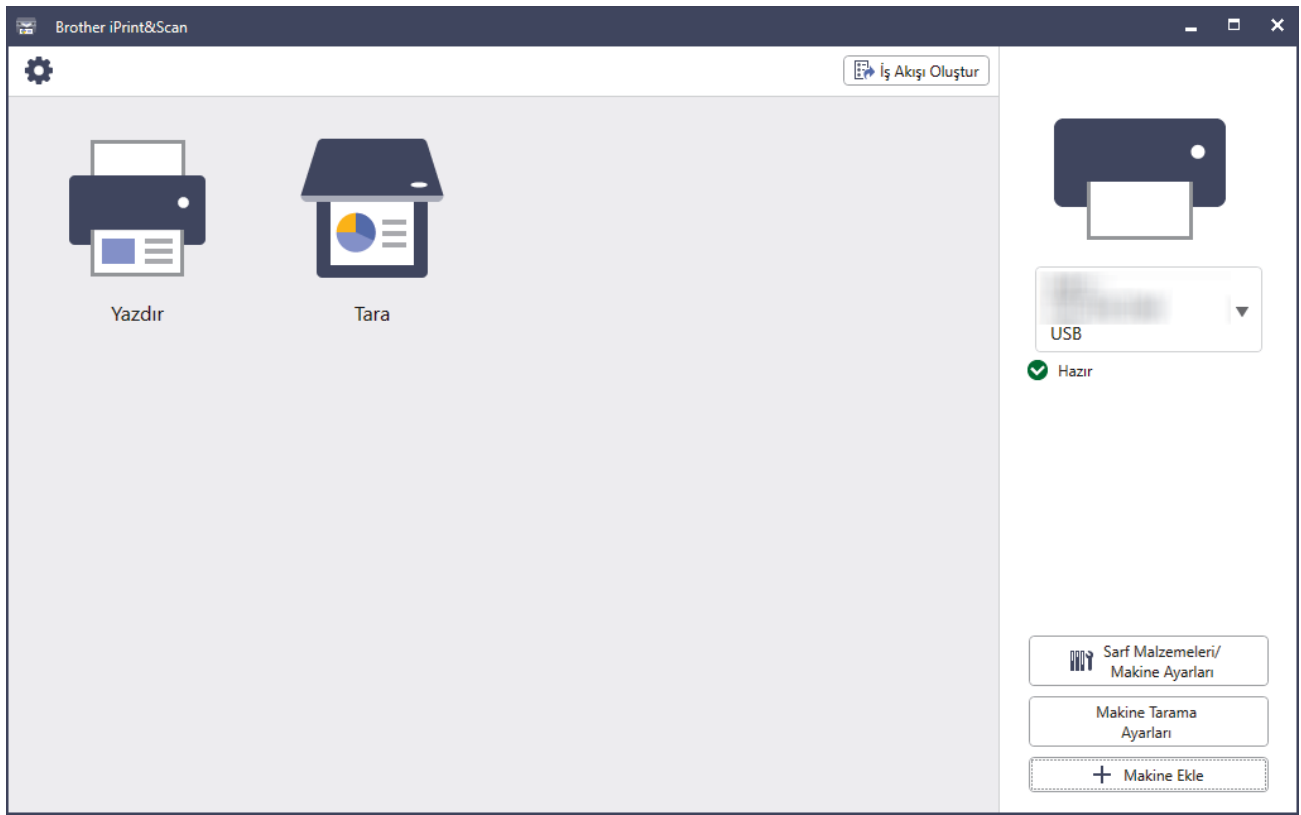 Brother iPrint&Scan
İş Akışı Oluştur
Yazdır
Tara
USB
Hazır
Sarf Malzemeleri/
Makine Ayarları
Makine Tarama
Ayarları
Makine Ekle